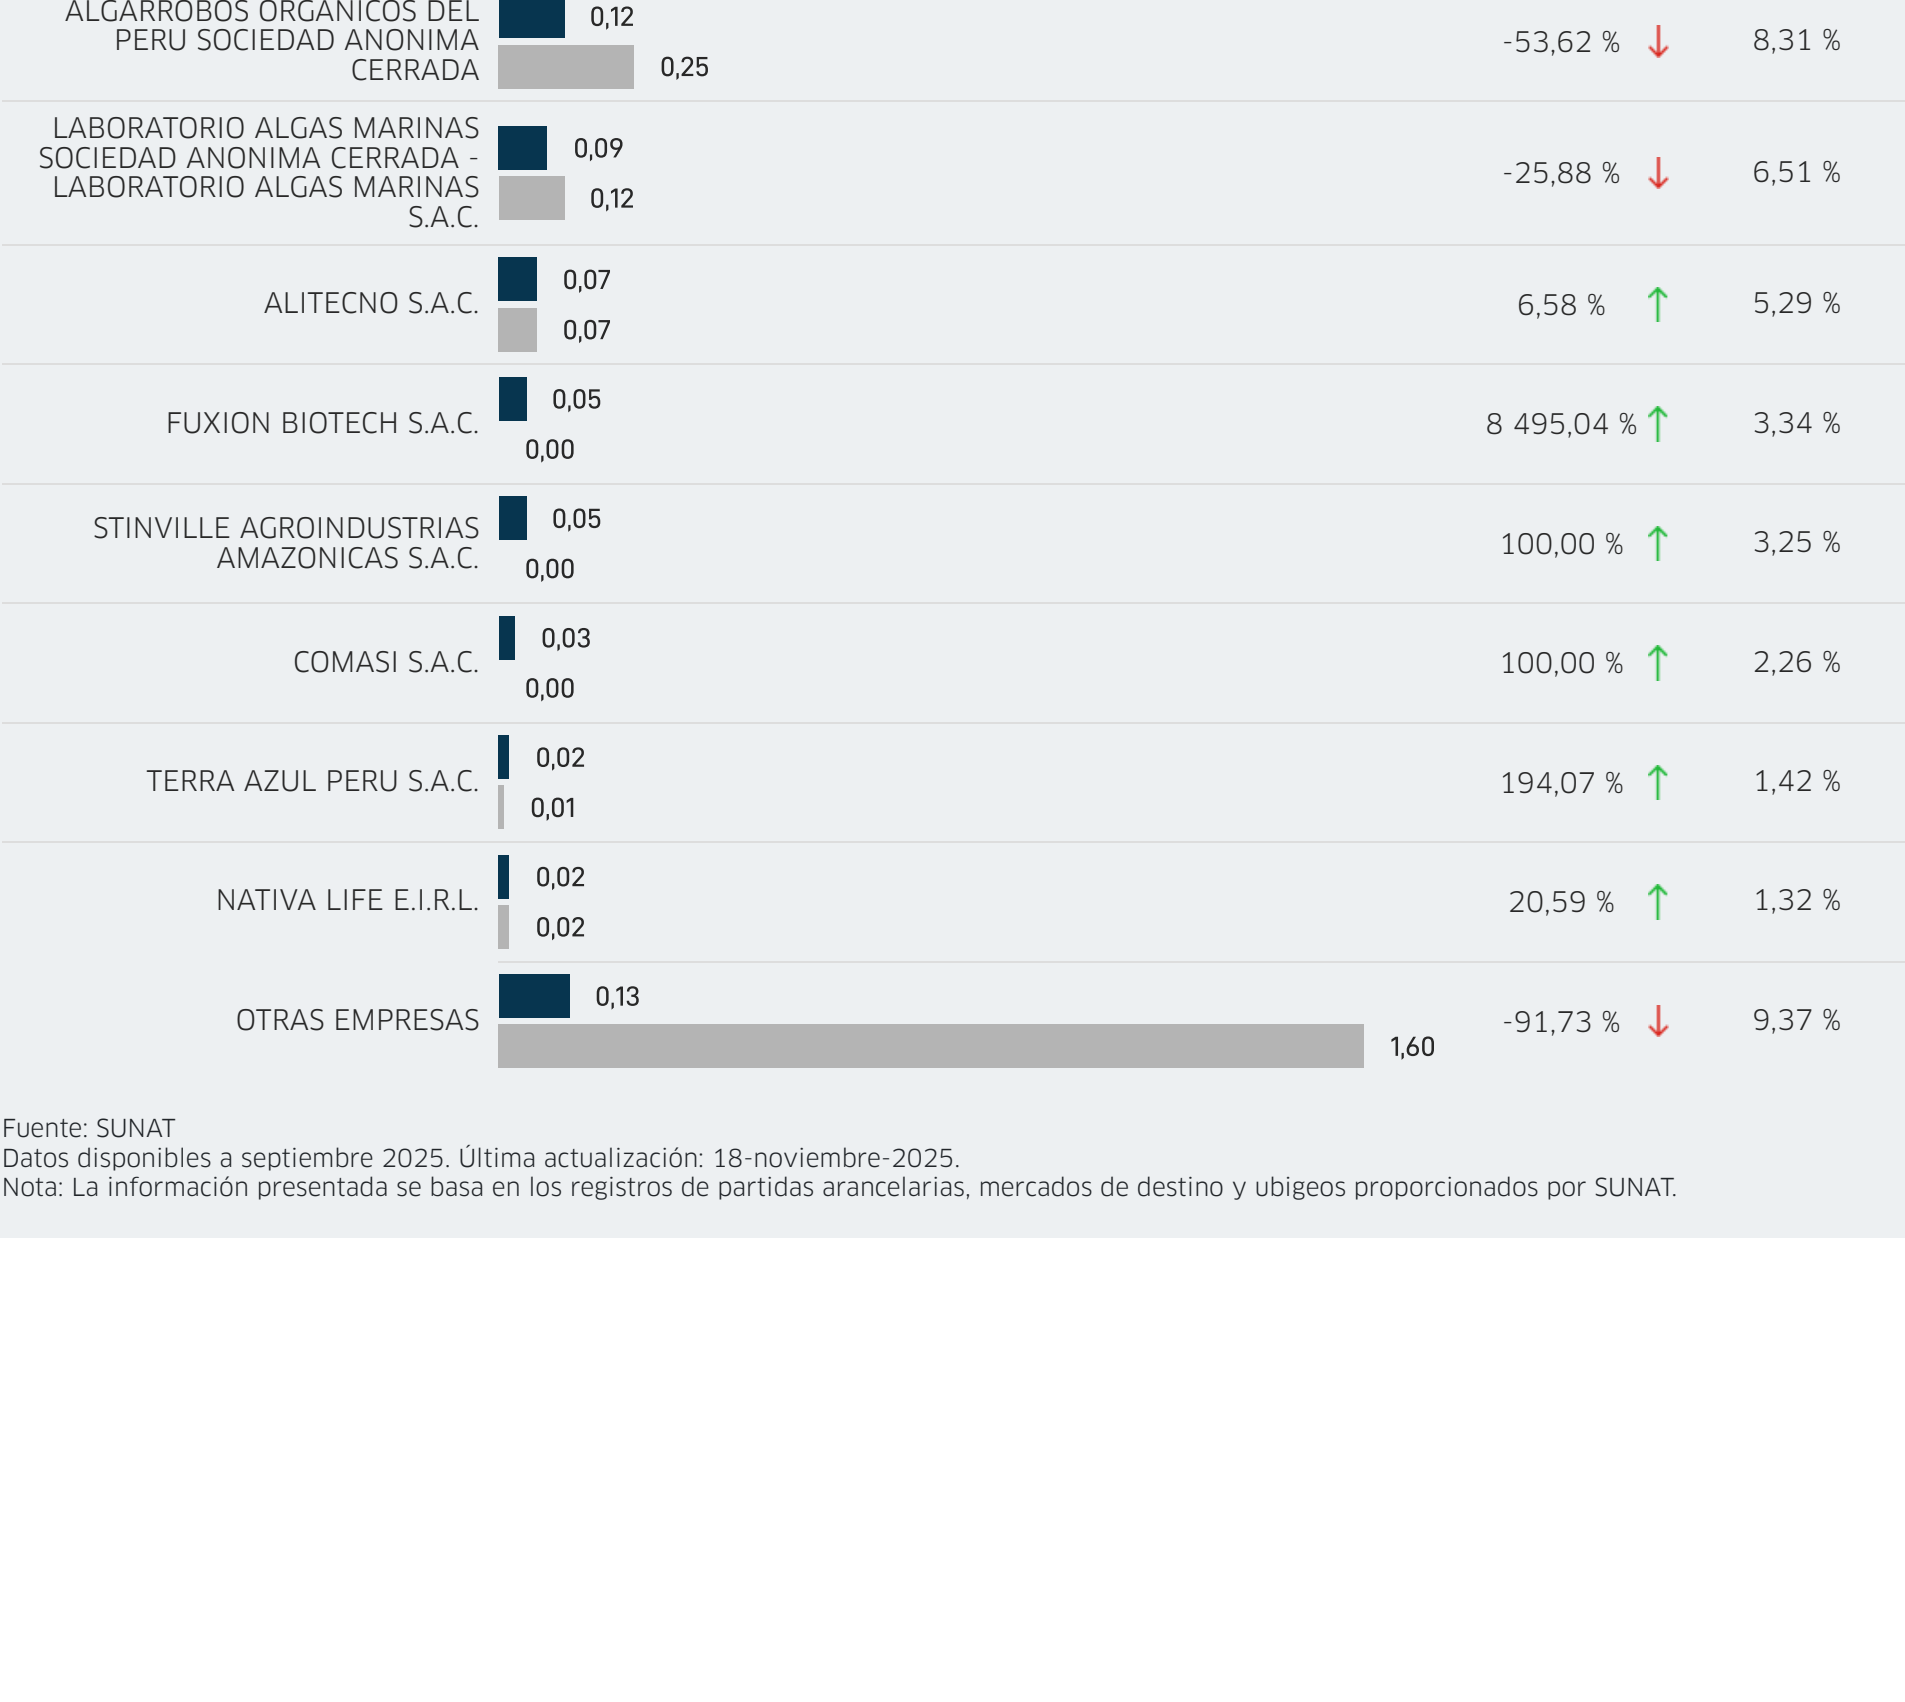 ALGARROBOS ORGANICOS DEL
PERU SOCIEDAD ANONIMA
CERRADA
0,12
0,25
-53,62 %
8,31 %
LABORATORIO ALGAS MARINAS
SOCIEDAD ANONIMA CERRADA -
LABORATORIO ALGAS MARINAS
S.A.C.
0,09
0,12
-25,88 %
6,51 %
ALITECNO S.A.C.
0,07
0,07
6,58 %
5,29 %
FUXION BIOTECH S.A.C.
0,05
0,00
8 495,04 %
3,34 %
STINVILLE AGROINDUSTRIAS
AMAZONICAS S.A.C.
0,05
0,00
100,00 %
3,25 %
COMASI S.A.C.
0,03
0,00
100,00 %
2,26 %
TERRA AZUL PERU S.A.C.
0,02
0,01
194,07 %
1,42 %
NATIVA LIFE E.I.R.L.
0,02
0,02
20,59 %
1,32 %
OTRAS EMPRESAS
0,13
1,60
-91,73 %
9,37 %
Fuente: SUNAT
Datos disponibles a septiembre 2025. Última actualización: 18-noviembre-2025.
Nota: La información presentada se basa en los registros de partidas arancelarias, mercados de destino y ubigeos proporcionados por SUNAT.